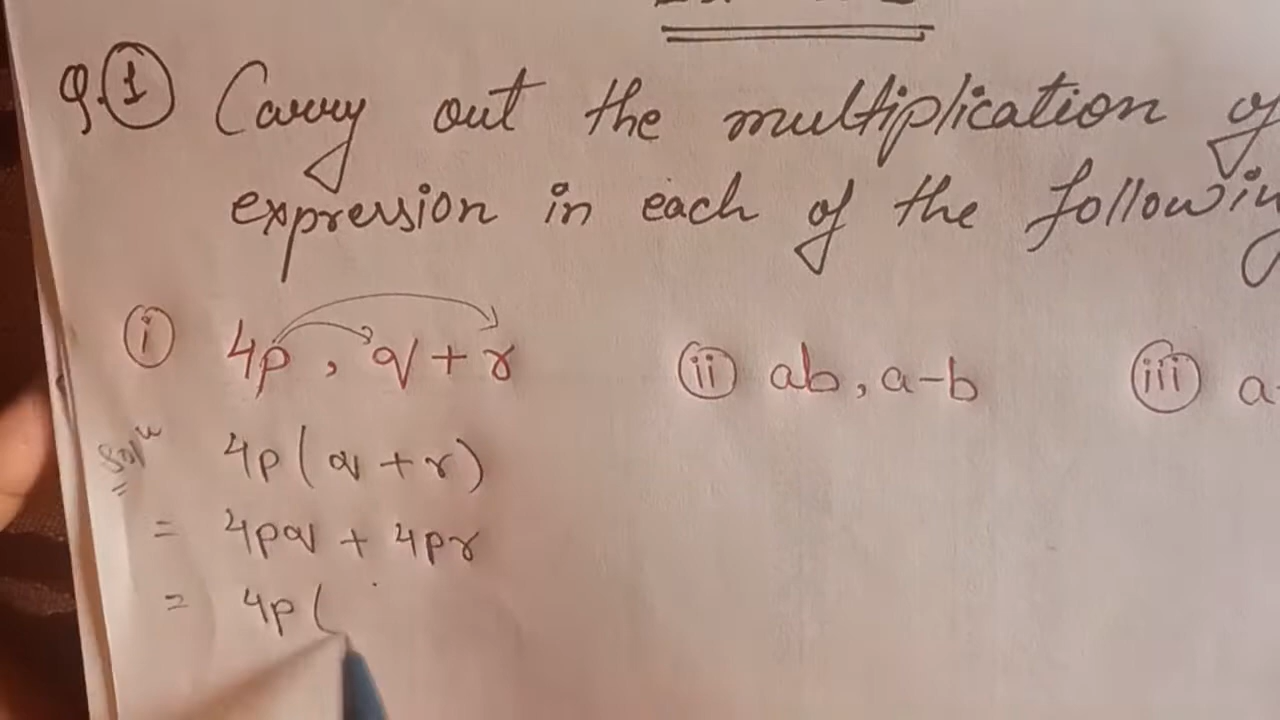 Q.① Carry out the multiplication of
expression in each of the following
ⓘ 4p , q + r (ii) ab, a-b (iii) a-
Solⁿ 4p(q + r)
= 4pq + 4pr
= 4p(